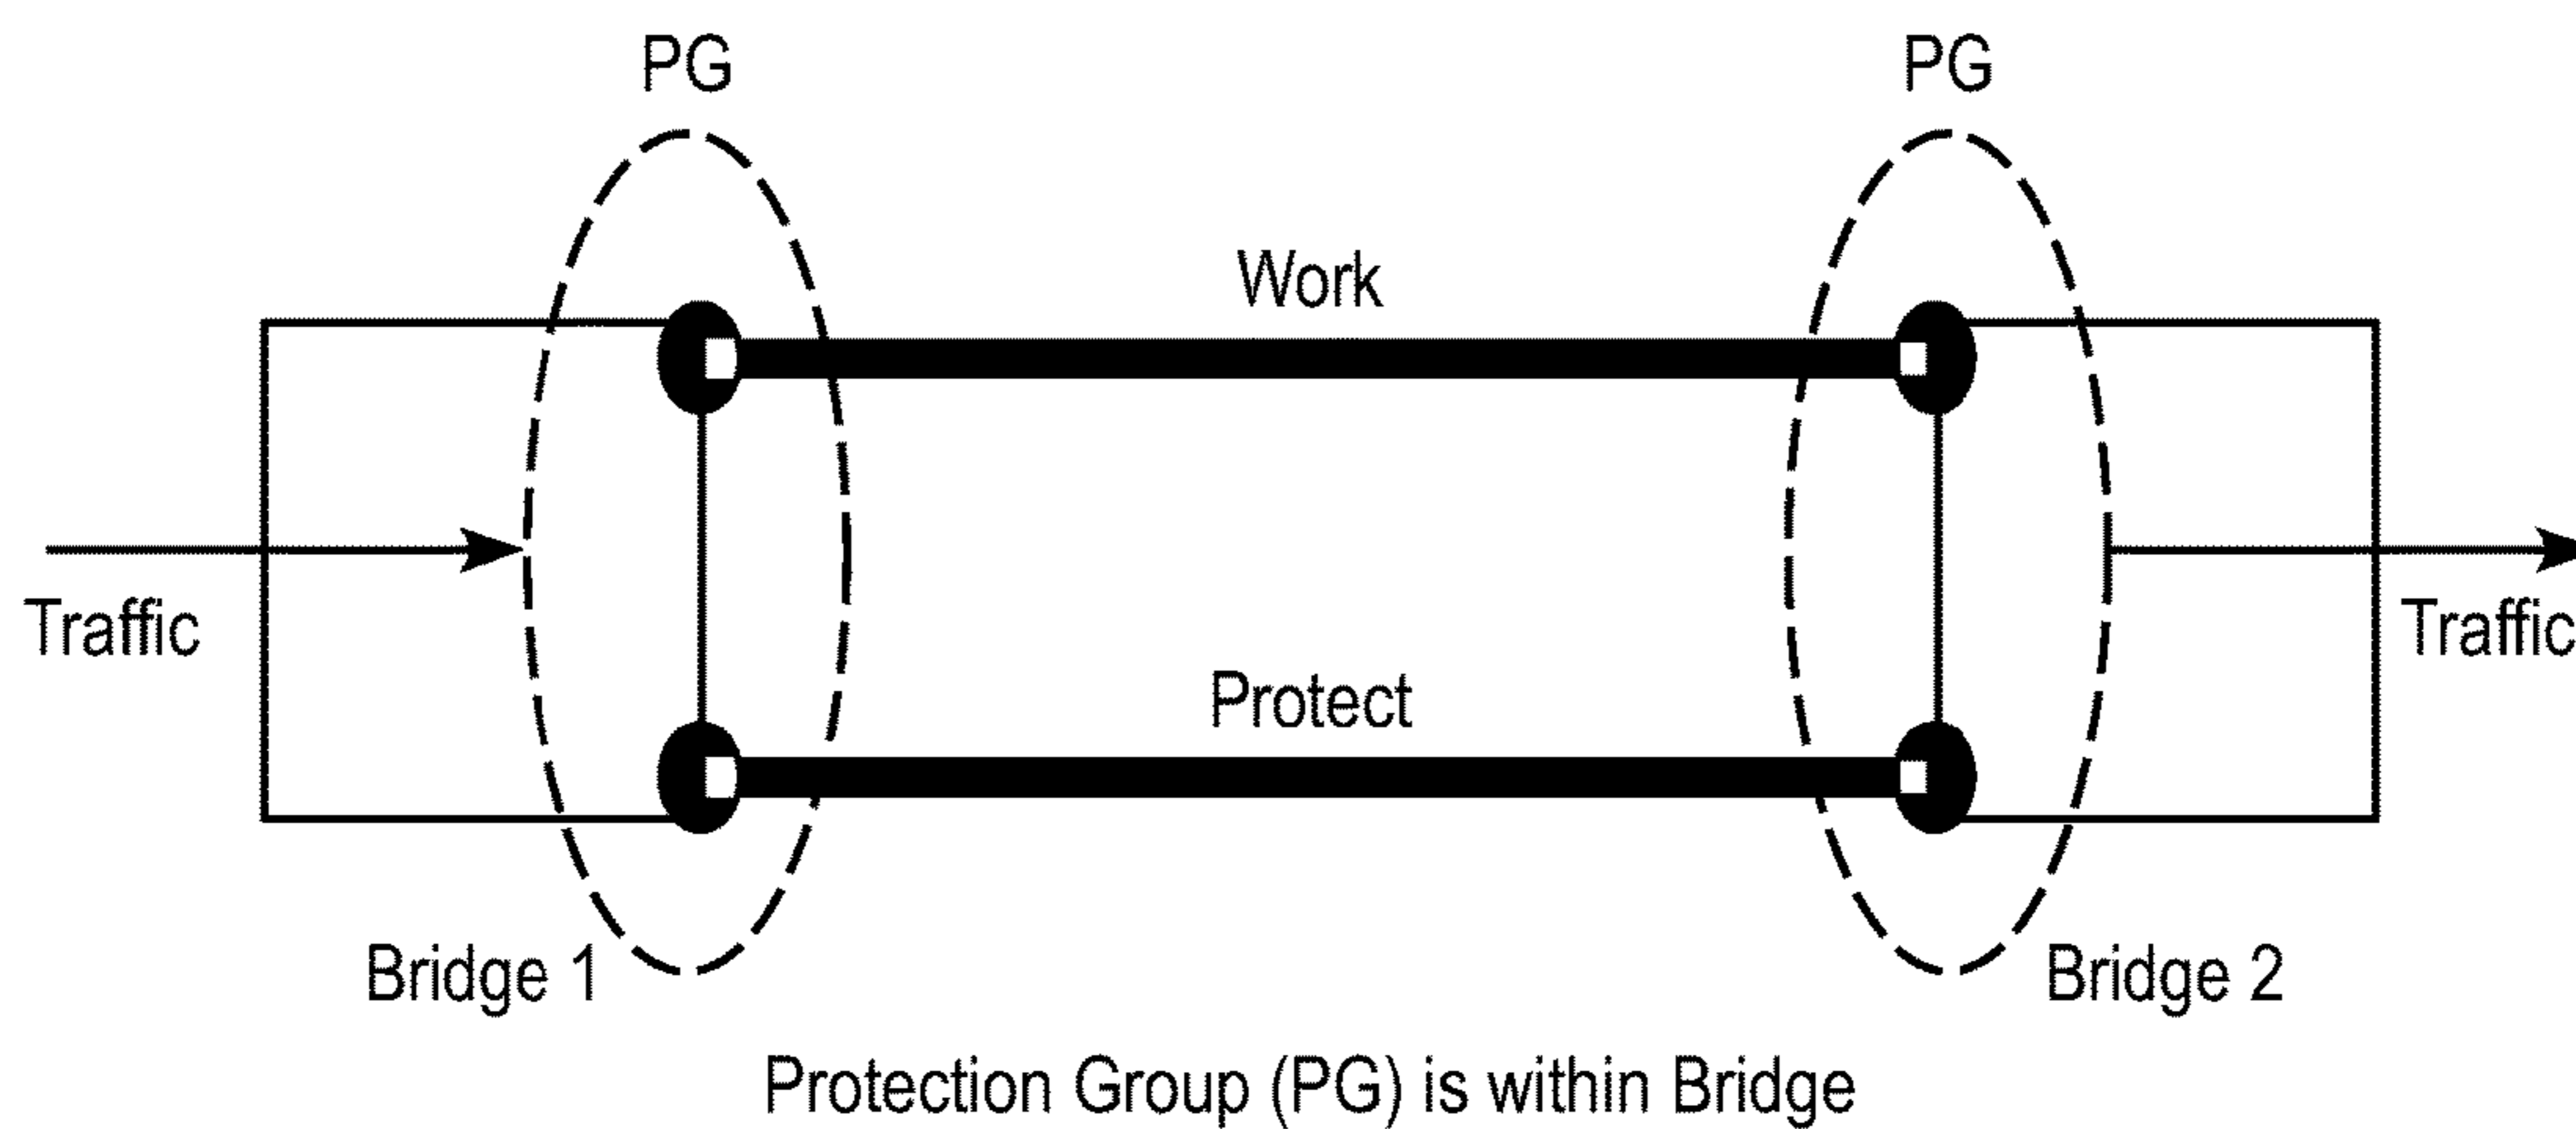 PG
PG
Work
Traffic
Traffic
Protect
Bridge 1
Bridge 2
Protection Group (PG) is within Bridge